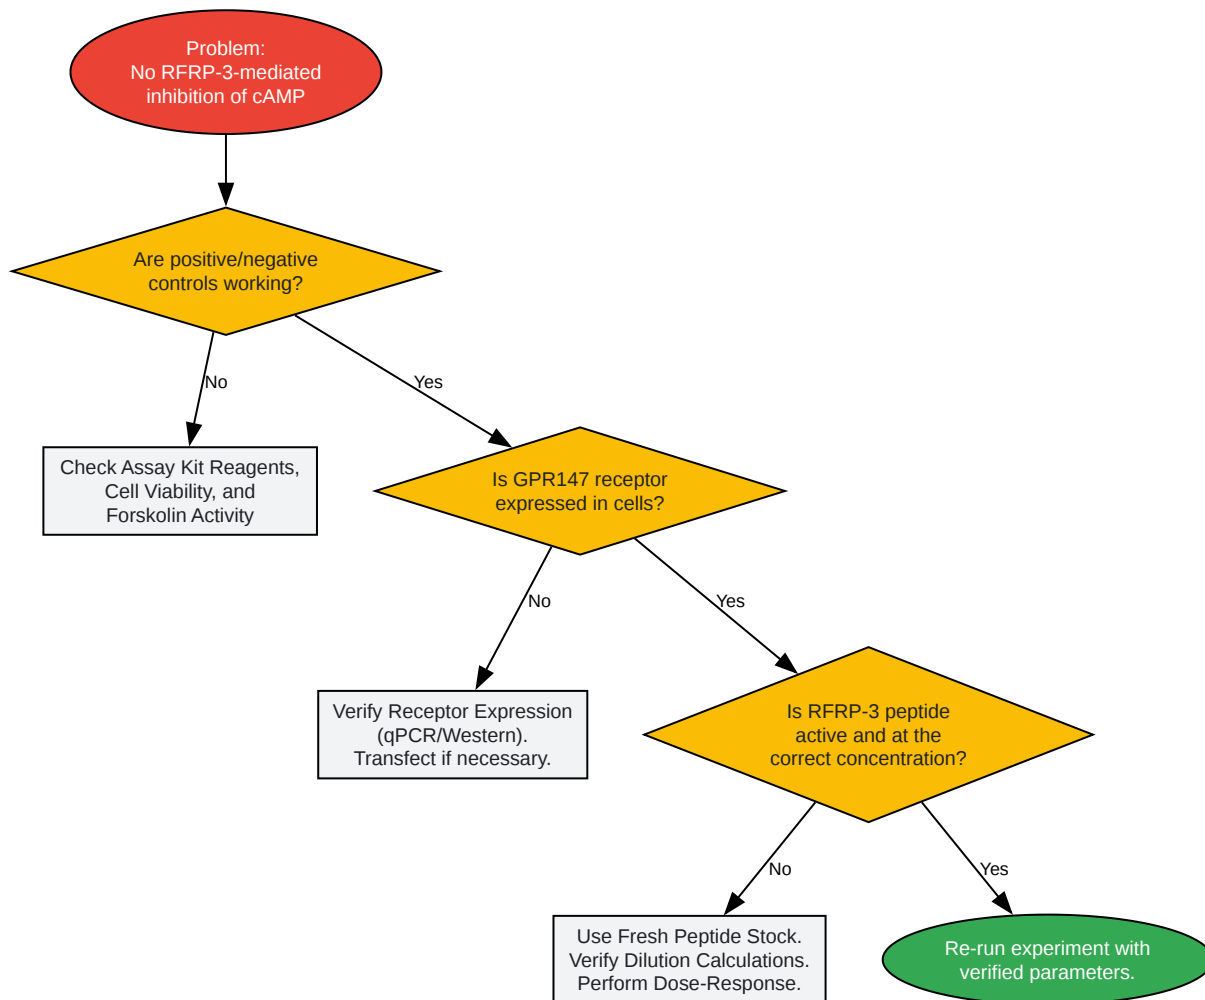 Problem:
No RFRP-3-mediated
inhibition of cAMP
Are positive/negative
controls working?
No
Yes
Check Assay Kit Reagents,
Cell Viability, and
Forskolin Activity
Is GPR147 receptor
expressed in cells?
No
Yes
Verify Receptor Expression
(qPCR/Western).
Transfect if necessary.
Is RFRP-3 peptide
active and at the
correct concentration?
No
Yes
Use Fresh Peptide Stock.
Verify Dilution Calculations.
Perform Dose-Response.
Re-run experiment with
verified parameters.